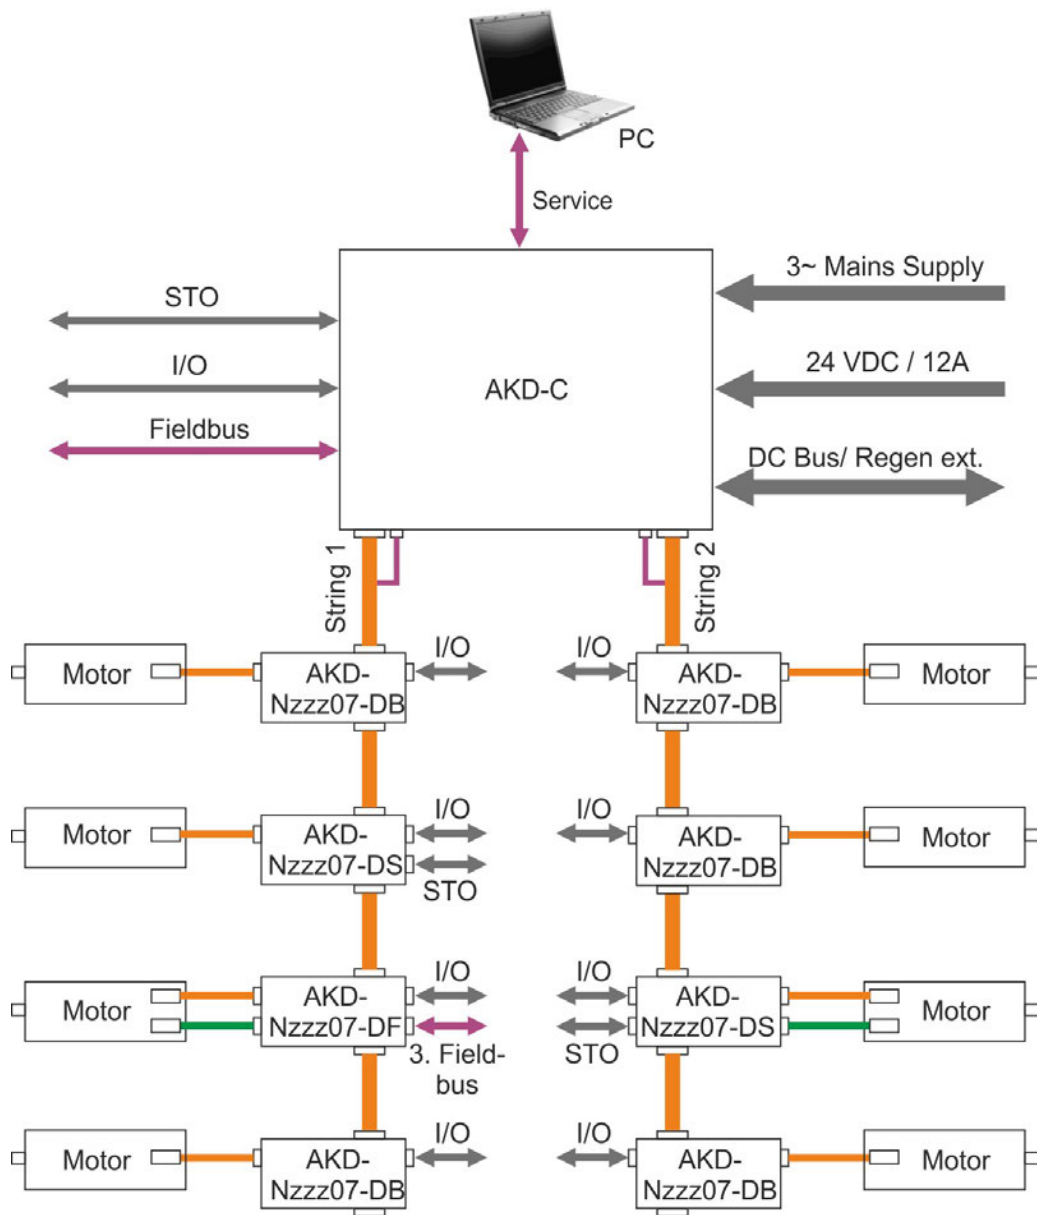 PC
Service
3~ Mains Supply
STO
I/O
24 VDC / 12A
AKD-C
Fieldbus
DC Bus/ Regen ext.
String 1
String 2
Motor
AKD-
Nzzz07-DB
I/O
I/O
AKD-
Nzzz07-DB
Motor
Motor
AKD-
Nzzz07-DS
I/O
STO
I/O
AKD-
Nzzz07-DB
Motor
Motor
AKD-
Nzzz07-DF
I/O
3. Field-
bus
I/O
STO
AKD-
Nzzz07-DS
Motor
Motor
AKD-
Nzzz07-DB
I/O
I/O
AKD-
Nzzz07-DB
Motor